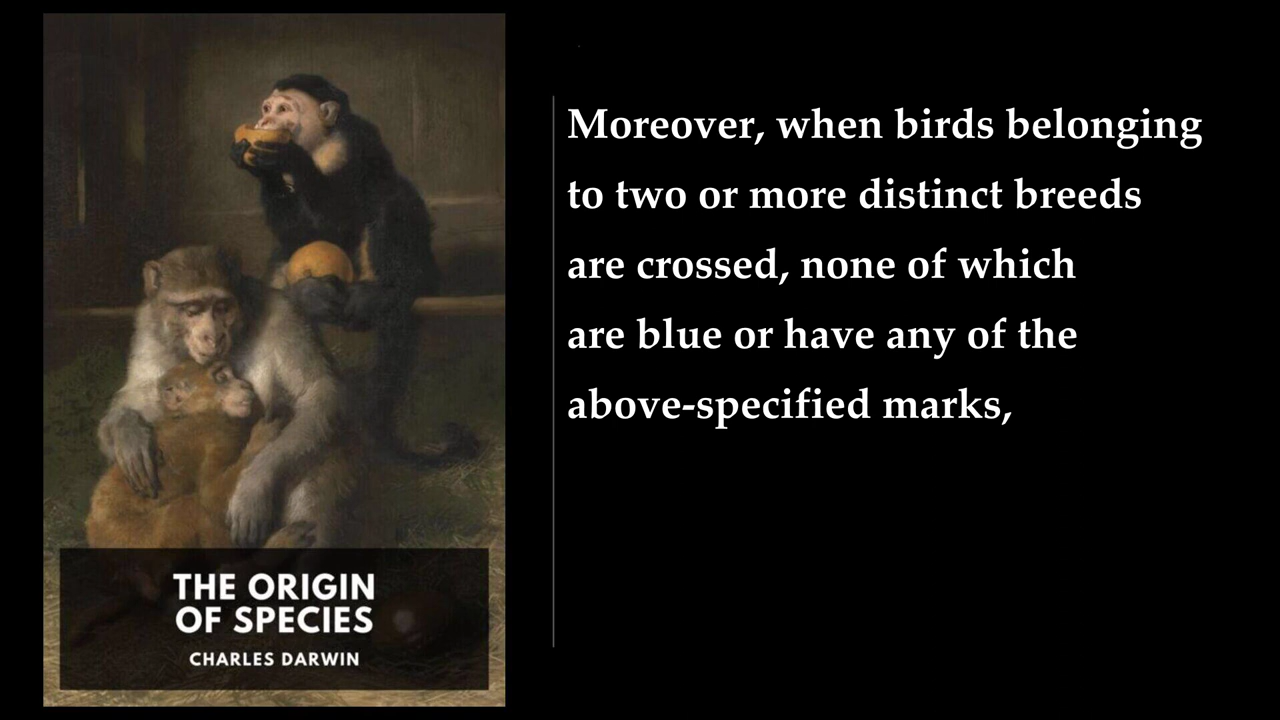 THE ORIGIN
OF SPECIES
CHARLES DARWIN
Moreover, when birds belonging
to two or more distinct breeds
are crossed, none of which
are blue or have any of the
above-specified marks,